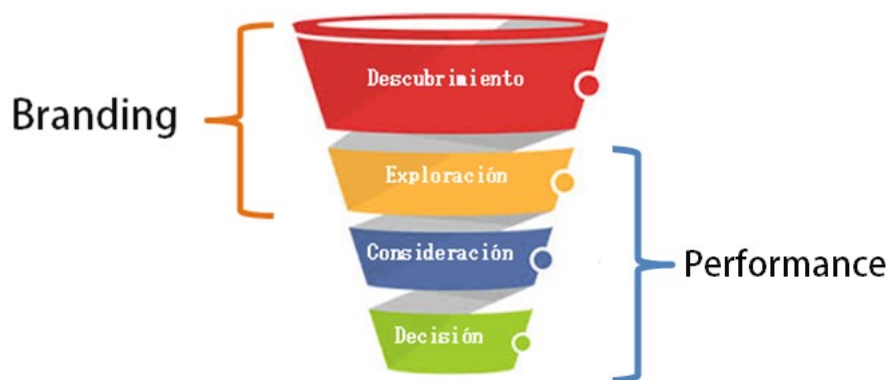 Descubrimiento
Branding
Exploración
Consideración
Performance
Decisión